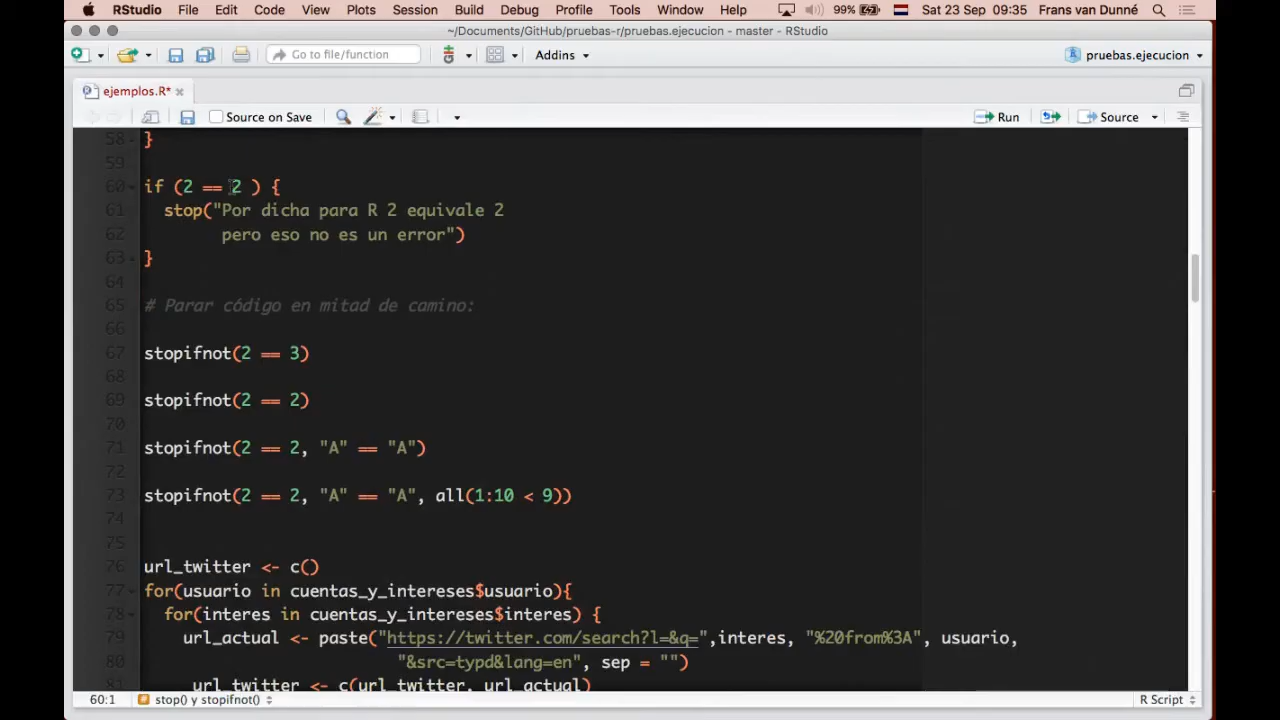 RStudio File Edit Code View Plots Session Build Debug Profile Tools Window Help 99% Sat 23 Sep 09:35 Frans van Dunné
~/Documents/GitHub/pruebas-r/pruebas.ejecucion - master - RStudio
Go to file/function Addins pruebas.ejecucion
ejemplos.R*
Source on Save Run Source
58 }
59
60 if (2 == 2 ) {
61 stop("Por dicha para R 2 equivale 2
62 pero eso no es un error")
63 }
64
65 # Parar código en mitad de camino:
66
67 stopifnot(2 == 3)
68
69 stopifnot(2 == 2)
70
71 stopifnot(2 == 2, "A" == "A")
72
73 stopifnot(2 == 2, "A" == "A", all(1:10 < 9))
74
75
76 url_twitter <- c()
77 for(usuario in cuentas_y_intereses$usuario){
78 for(interes in cuentas_y_intereses$interes) {
79 url_actual <- paste("https://twitter.com/search?l=&q=",interes, "%20from%3A", usuario,
80 "&src=typd&lang=en", sep = "")
81 url_twitter <- c(url_twitter, url_actual)
60:1 # stop() y stopifnot() R Script